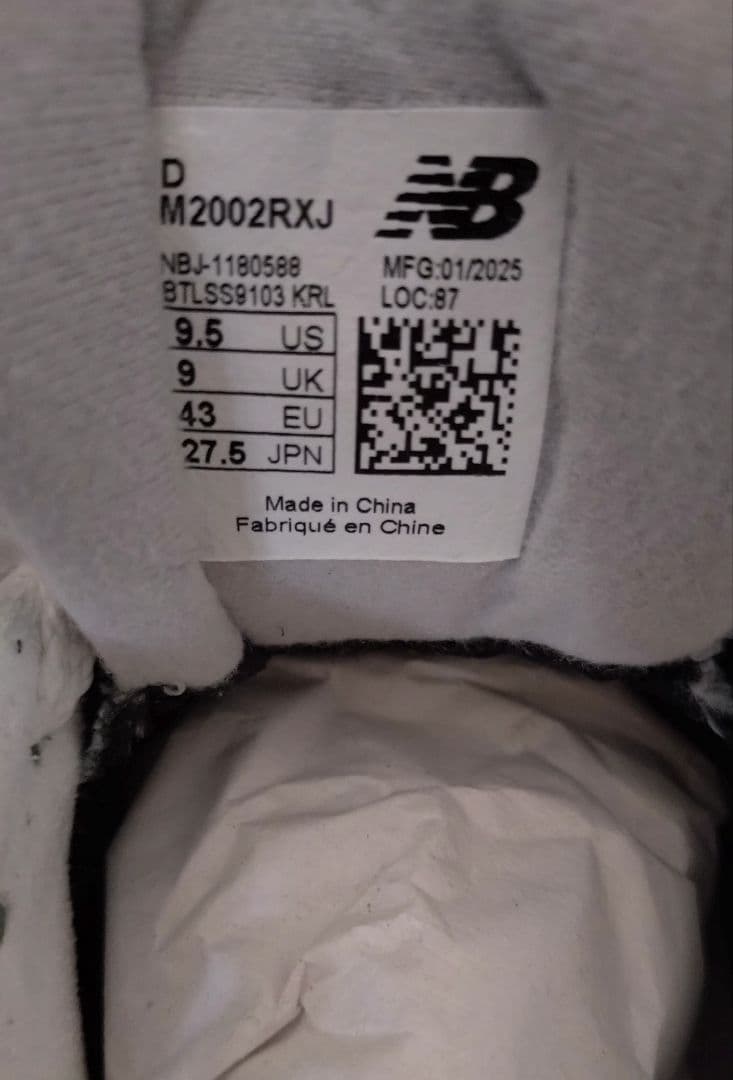 D
M2002RXJ
NB
NBJ-1180588
MFG:01/2025
BTLSS9103 KRL
LOC:87
9.5 US
9 UK
43 EU
27.5 JPN
Made in China
Fabriqué en Chine